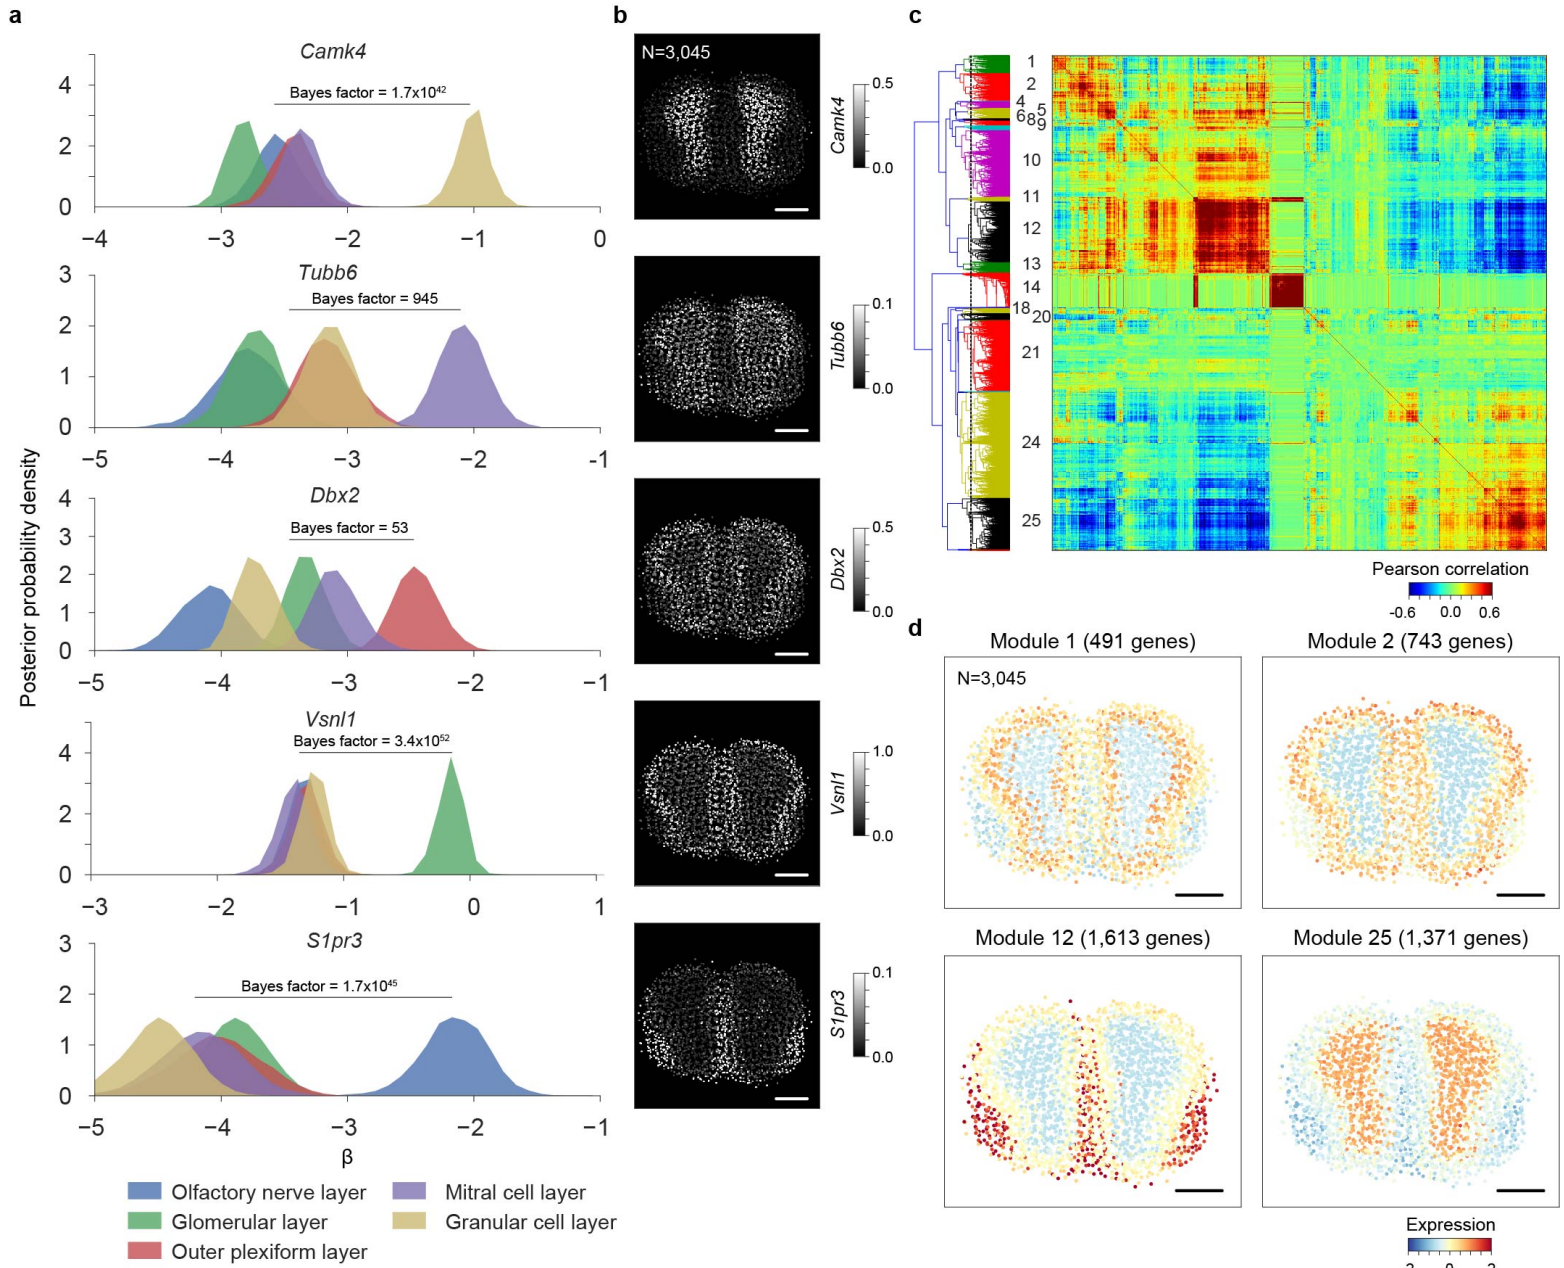 a
Camk4
Bayes factor = 1.7x10⁴²
4
2
0
−4 −3 −2 −1 0
Tubb6
Bayes factor = 945
3
2
1
0
−5 −4 −3 −2 -1
Dbx2
Bayes factor = 53
4
3
2
1
0
−5 −4 −3 −2 −1
Vsnl1
Bayes factor = 3.4x10⁵²
4
2
0
−3 −2 −1 0 1
S1pr3
Bayes factor = 1.7x10⁴⁵
3
2
1
0
−5 −4 −3 −2 −1
β
Posterior probability density
Olfactory nerve layer
Glomerular layer
Outer plexiform layer
Mitral cell layer
Granular cell layer
b
N=3,045
0.5
0.0
Camk4
0.1
0.0
Tubb6
0.5
0.0
Dbx2
1.0
0.0
Vsnl1
0.1
0.0
S1pr3
c
1
2
4
5
6
8
9
10
11
12
13
14
18
20
21
24
25
Pearson correlation
-0.6 0.0 0.6
d
Module 1 (491 genes)
N=3,045
Module 2 (743 genes)
Module 12 (1,613 genes)
Module 25 (1,371 genes)
Expression